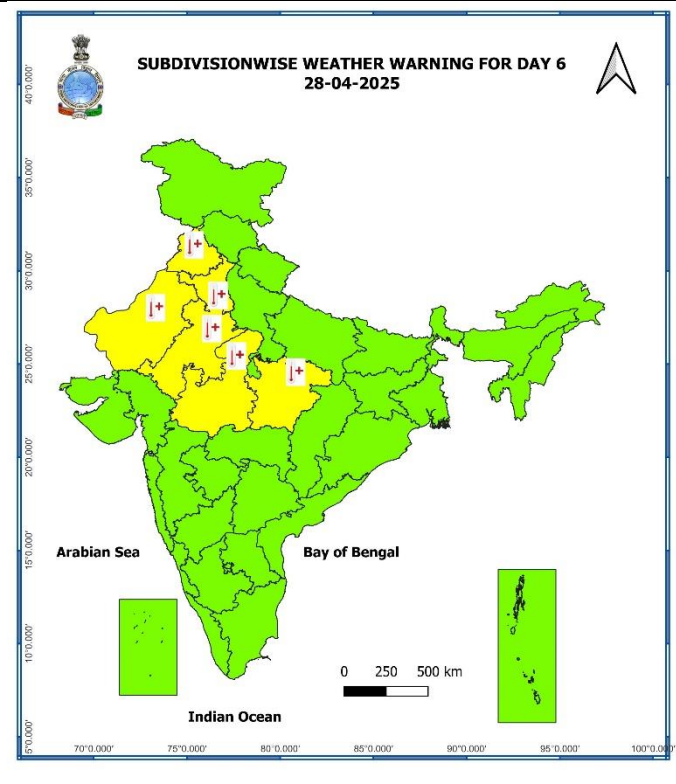 SUBDIVISIONWISE WEATHER WARNING FOR DAY 6
28-04-2025
40°0.000'
35°0.000'
30°0.000'
25°0.000'
20°0.000'
15°0.000'
10°0.000'
5°0.000'
Arabian Sea
Bay of Bengal
0 250 500 km
Indian Ocean
70°0.000' 75°0.000' 80°0.000' 85°0.000' 90°0.000' 95°0.000' 100°0.000'